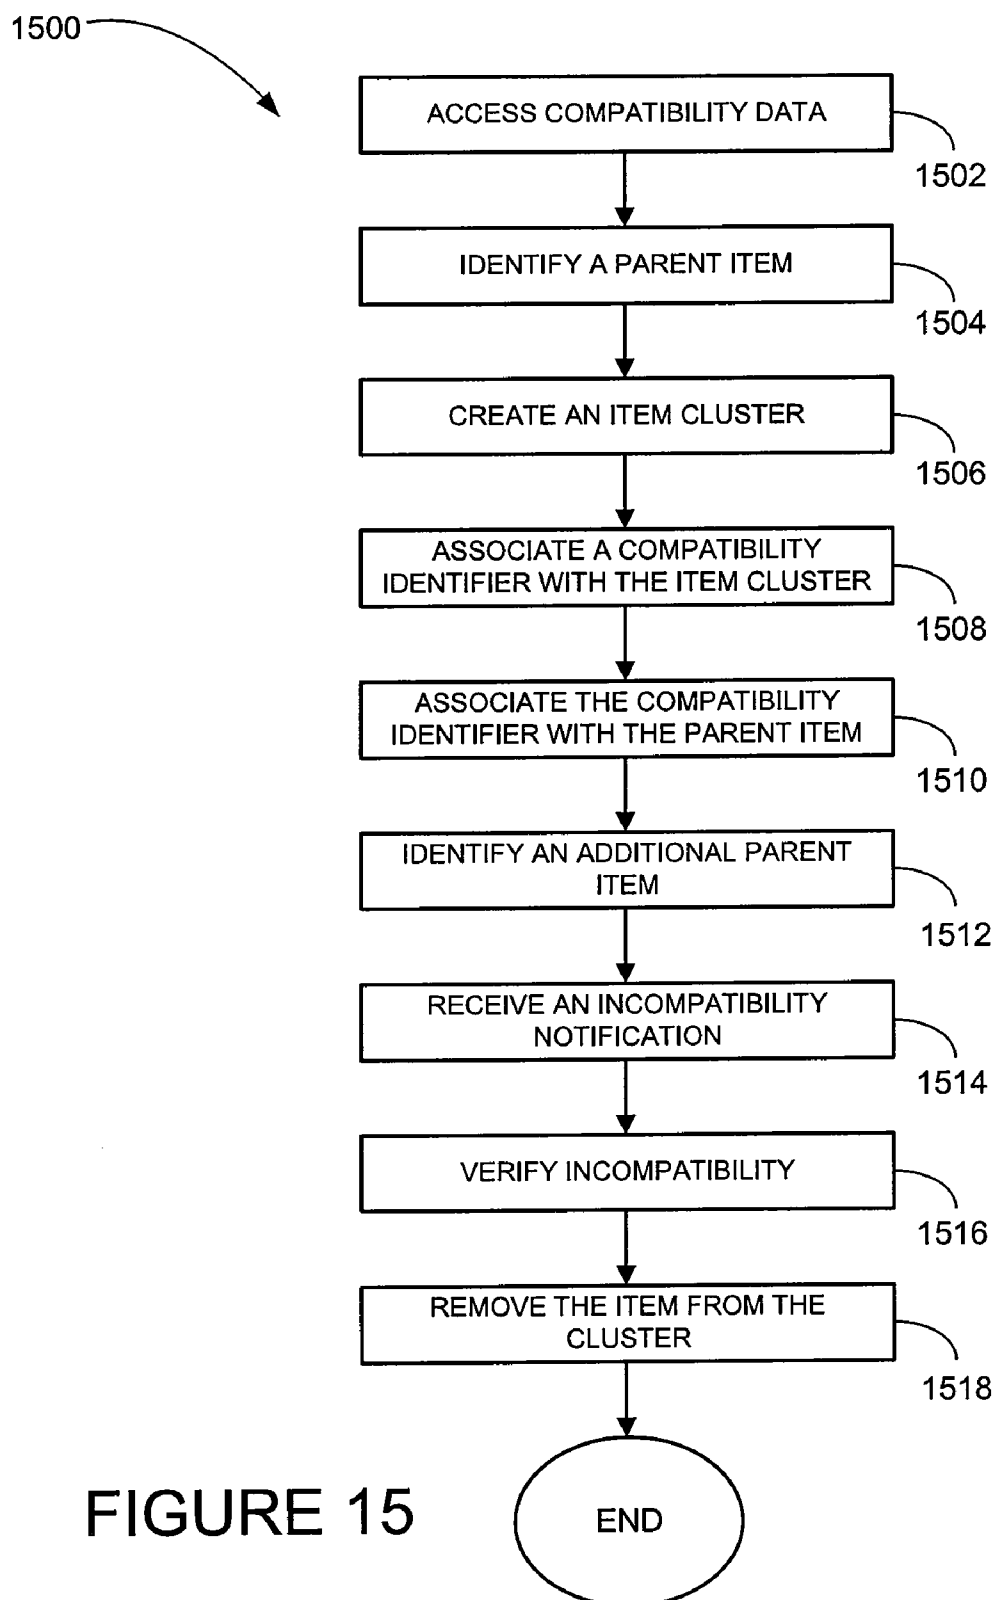 1500
ACCESS COMPATIBILITY DATA
1502
IDENTIFY A PARENT ITEM
1504
CREATE AN ITEM CLUSTER
1506
ASSOCIATE A COMPATIBILITY
IDENTIFIER WITH THE ITEM CLUSTER
1508
ASSOCIATE THE COMPATIBILITY
IDENTIFIER WITH THE PARENT ITEM
1510
IDENTIFY AN ADDITIONAL PARENT
ITEM
1512
RECEIVE AN INCOMPATIBILITY
NOTIFICATION
1514
VERIFY INCOMPATIBILITY
1516
REMOVE THE ITEM FROM THE
CLUSTER
1518
FIGURE 15
END